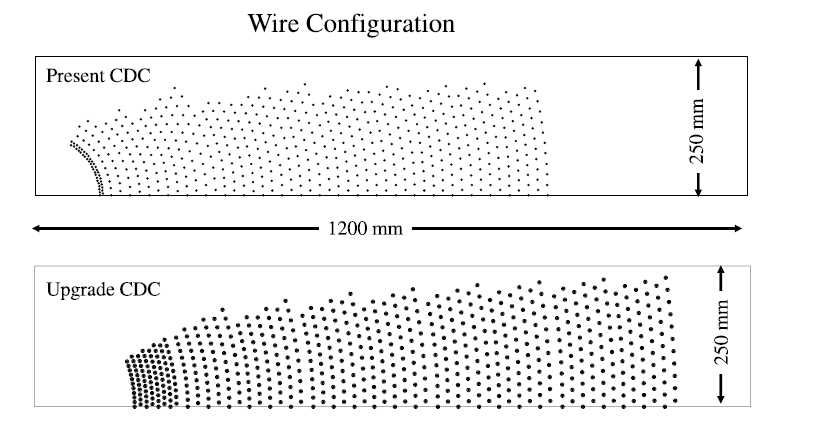 Wire Configuration
Present CDC
250 mm
1200 mm
Upgrade CDC
250 mm